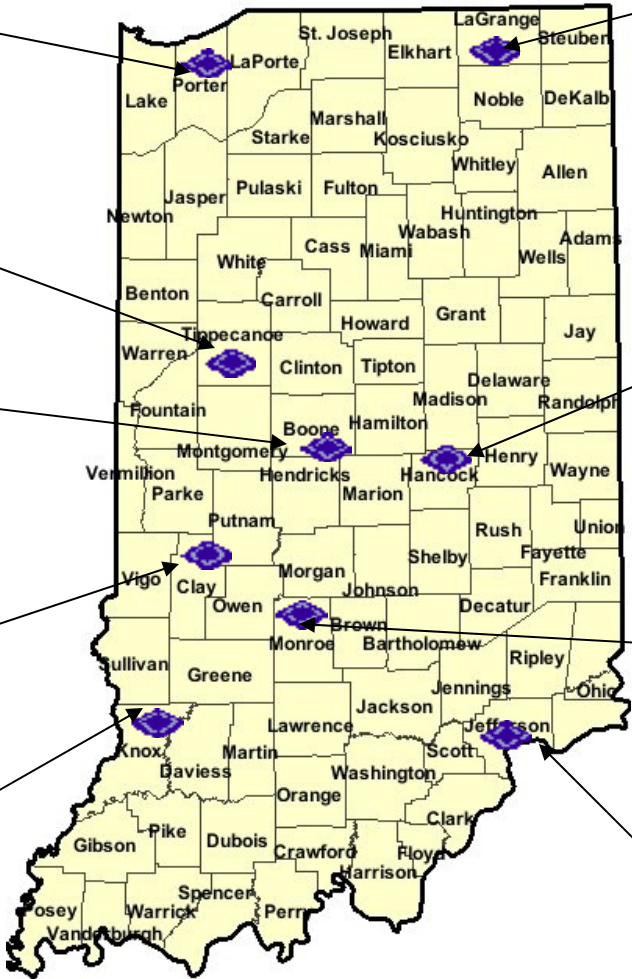 LaGrange
St. Joseph
Steuben
Elkhart
LaPorte
Porter
Lake
Noble
DeKalb
Marshall
Starke
Kosciusko
Whitley
Allen
Pulaski
Fulton
Jasper
Newton
Huntington
Wabash
Adams
Cass
Miami
Wells
White
Benton
Carroll
Grant
Howard
Jay
Tippecanoe
Warren
Clinton
Tipton
Delaware
Madison
Randolph
Fountain
Hamilton
Boone
Montgomery
Henry
Vermillion
Hendricks
Hancock
Wayne
Parke
Marion
Putnam
Rush
Union
Shelby
Fayette
Vigo
Clay
Morgan
Franklin
Johnson
Owen
Decatur
Brown
Monroe
Bartholomew
Ripley
Sullivan
Greene
Jennings
Ohio
Jackson
Lawrence
Jefferson
Knox
Martin
Scott
Daviess
Washington
Orange
Clark
Pike
Gibson
Dubois
Crawford
Floyd
Harrison
Spencer
Posey
Warrick
Perry
Vanderburgh